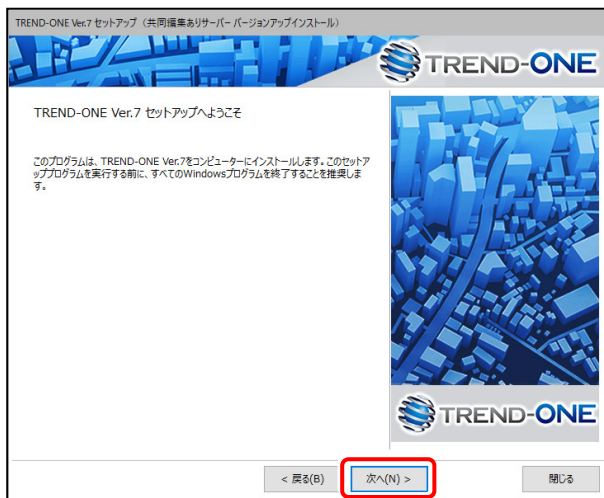 TREND-ONE Ver.7 セットアップ（共同編集ありサーバー バージョンアップインストール）
TREND-ONE
TREND-ONE Ver.7 セットアップへようこそ
このプログラムは、TREND-ONE Ver.7をコンピューターにインストールします。このセットア
ッププログラムを実行する前に、すべてのWindowsプログラムを終了することを推奨しま
す。
TREND-ONE
< 戻る(B)
次へ(N) >
閉じる